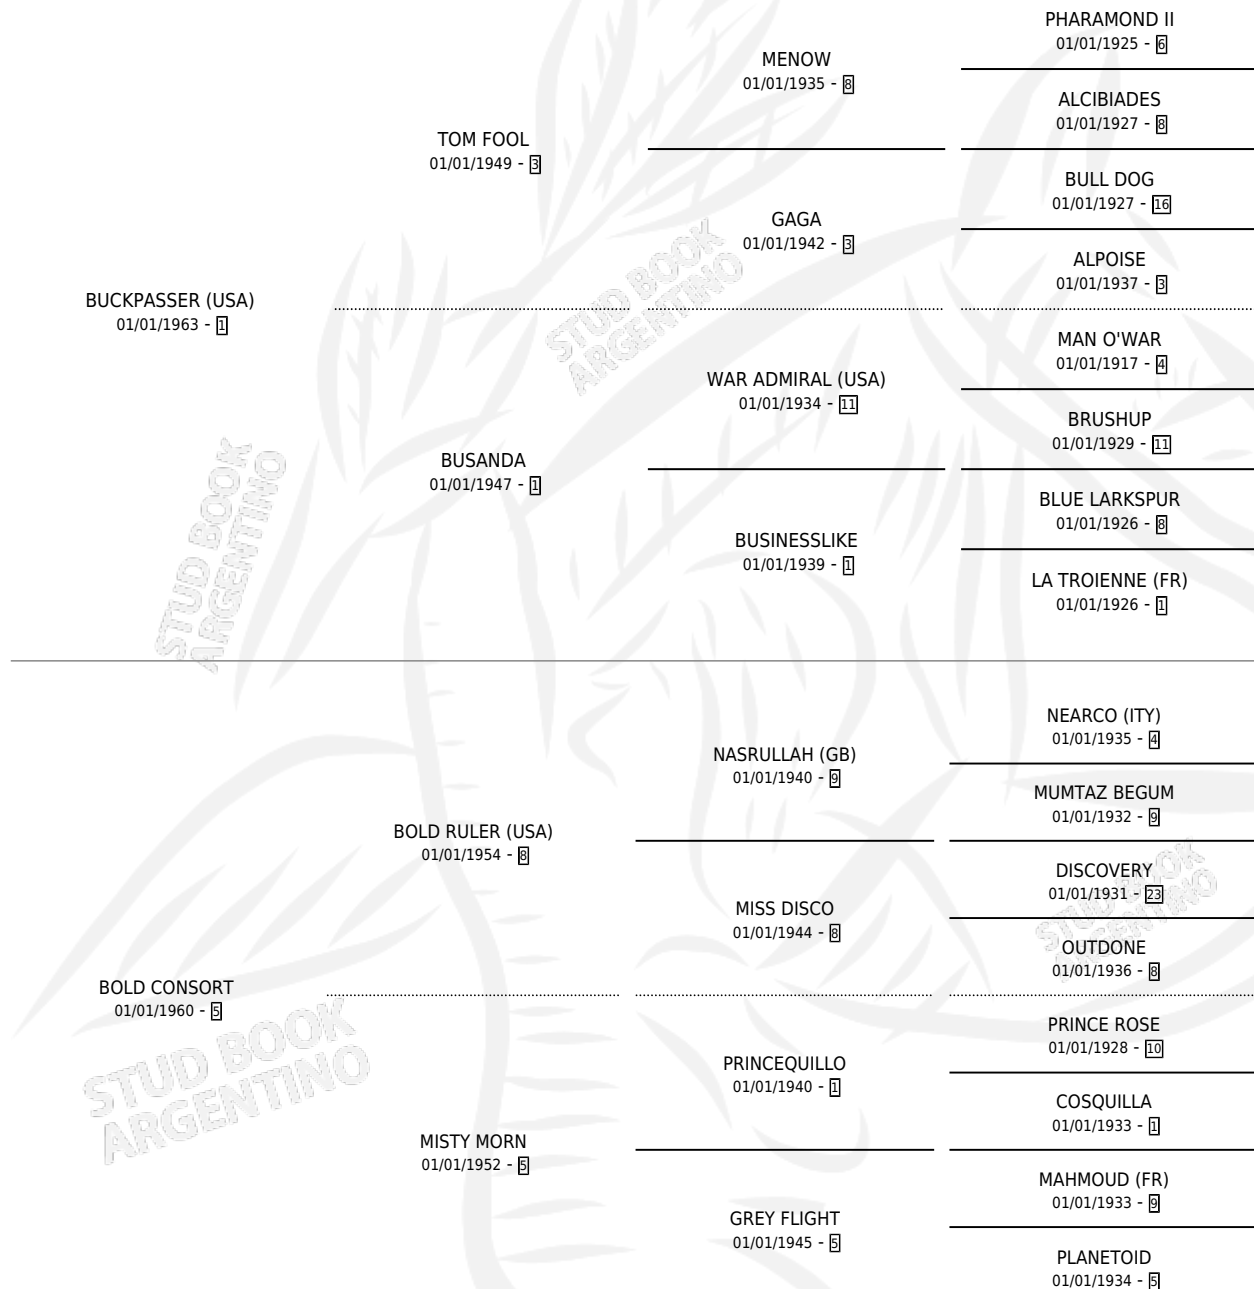 PHARAMOND II
01/01/1925 - 6
MENOW
01/01/1935 - 8
ALCIBIADES
01/01/1927 - 8
TOM FOOL
01/01/1949 - 3
BULL DOG
01/01/1927 - 16
GAGA
01/01/1942 - 3
ALPOISE
01/01/1937 - 3
BUCKPASSER (USA)
01/01/1963 - 1
MAN O'WAR
01/01/1917 - 4
WAR ADMIRAL (USA)
01/01/1934 - 11
BRUSHUP
01/01/1929 - 11
BUSANDA
01/01/1947 - 1
BLUE LARKSPUR
01/01/1926 - 8
BUSINESSLIKE
01/01/1939 - 1
LA TROIENNE (FR)
01/01/1926 - 1
NEARCO (ITY)
01/01/1935 - 4
NASRULLAH (GB)
01/01/1940 - 9
MUMTAZ BEGUM
01/01/1932 - 9
BOLD RULER (USA)
01/01/1954 - 8
DISCOVERY
01/01/1931 - 23
MISS DISCO
01/01/1944 - 8
OUTDONE
01/01/1936 - 8
BOLD CONSORT
01/01/1960 - 5
PRINCE ROSE
01/01/1928 - 10
PRINCEQUILLO
01/01/1940 - 1
COSQUILLA
01/01/1933 - 1
MISTY MORN
01/01/1952 - 5
MAHMOUD (FR)
01/01/1933 - 9
GREY FLIGHT
01/01/1945 - 5
PLANETOID
01/01/1934 - 5
STUD BOOK
ARGENTINO
STUD BOOK
ARGENTINO
STUD BOOK
ARGENTINO
STUD BOOK
ARGENTINO